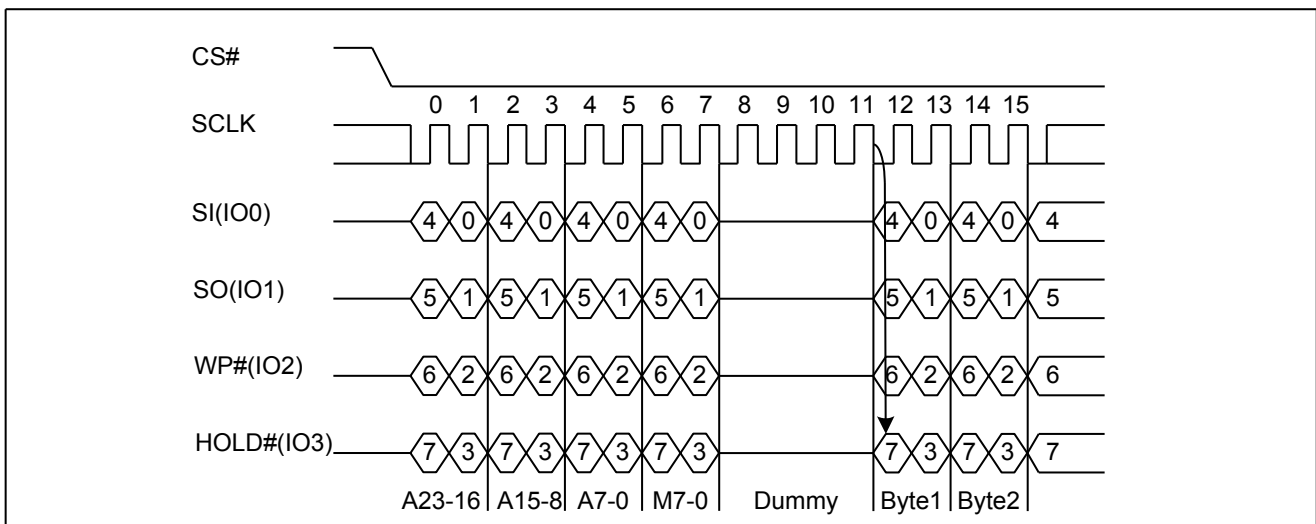 CS#
0 1 2 3 4 5 6 7 8 9 10 11 12 13 14 15
SCLK
SI(IO0) 4 0 4 0 4 0 4 0 4 0 4 0 4
SO(IO1) 5 1 5 1 5 1 5 1 5 1 5 1 5
WP#(IO2) 6 2 6 2 6 2 6 2 6 2 6 2 6
HOLD#(IO3) 7 3 7 3 7 3 7 3 7 3 7 3 7
A23-16 A15-8 A7-0 M7-0 Dummy Byte1 Byte2